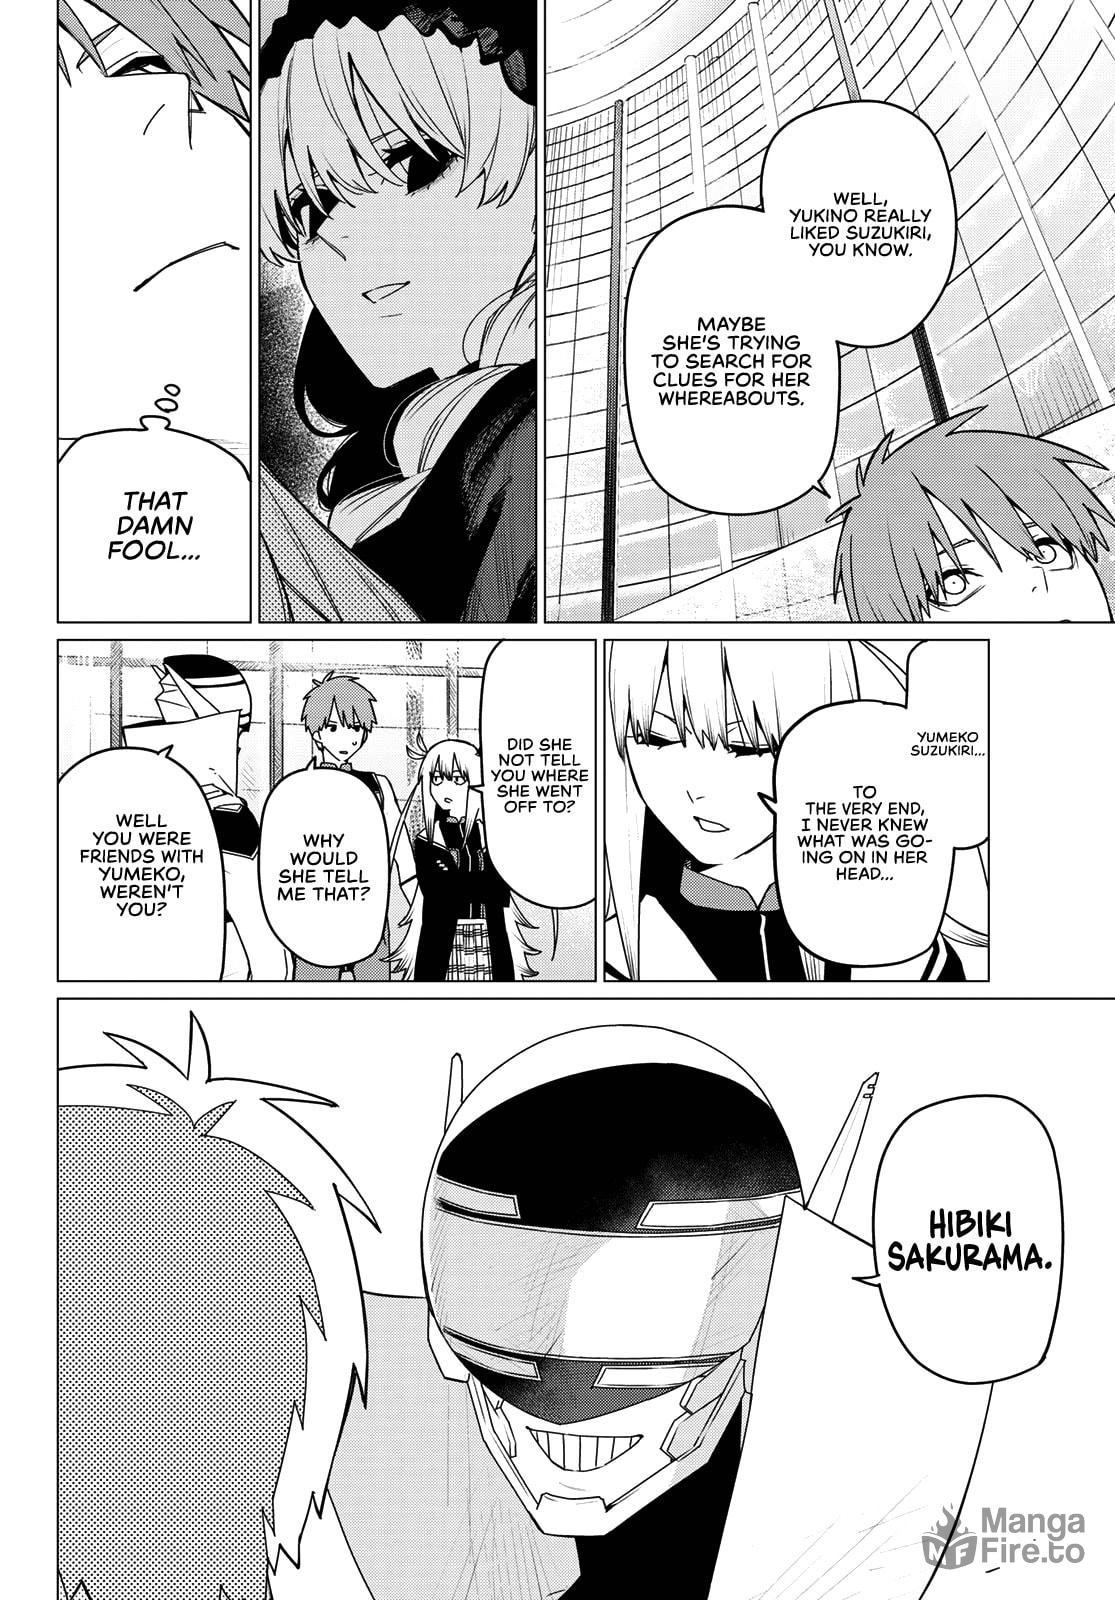 WELL,
YUKINO REALLY
LIKED SUZUKIRI,
YOU KNOW.
MAYBE
SHE'S TRYING
TO SEARCH FOR
CLUES FOR HER
WHEREABOUTS.
THAT
DAMN
FOOL...
YUMEKO
SUZUKIRI...
TO
THE VERY END,
I NEVER KNEW
WHAT WAS GO-
ING ON IN HER
HEAD...
DID SHE
NOT TELL
YOU WHERE
SHE WENT
OFF TO?
WHY
WOULD
SHE TELL
ME THAT?
WELL
YOU WERE
FRIENDS WITH
YUMEKO,
WEREN'T
YOU?
HIBIKI
SAKURAMA.
MF
Manga
Fire.to